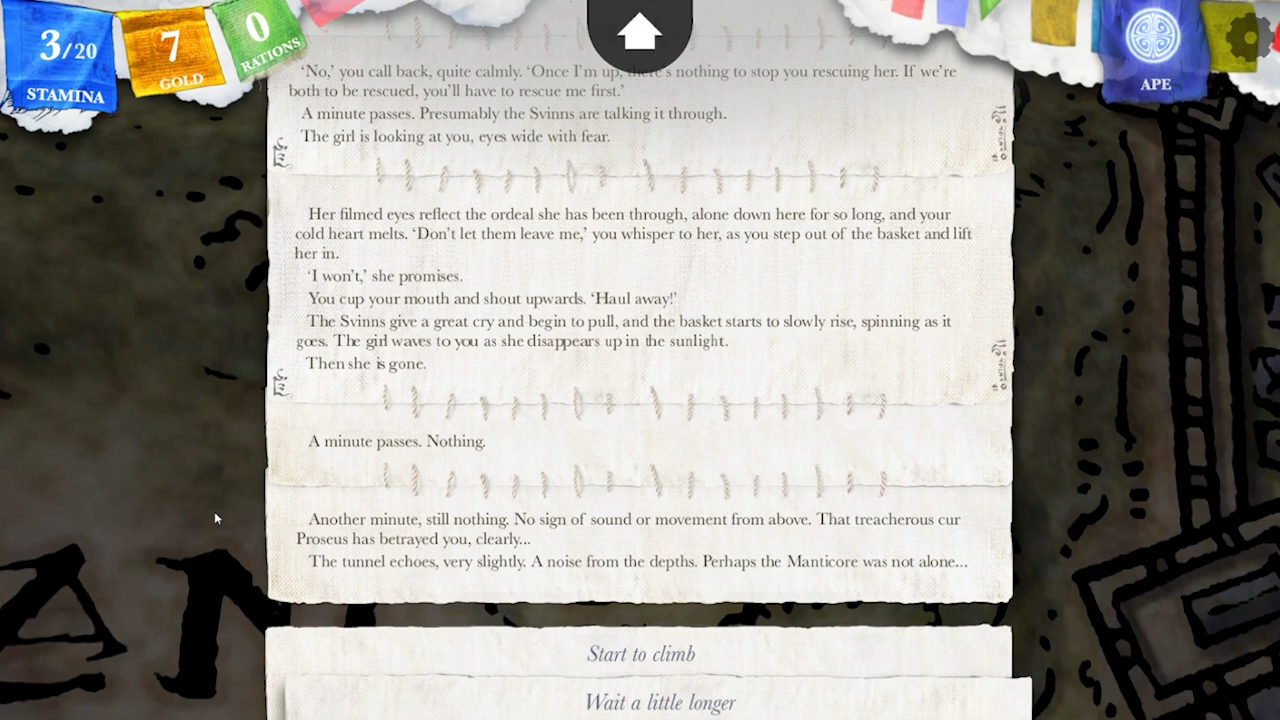 3/20
STAMINA
7
GOLD
0
RATIONS
APE
‘No,’ you call back, quite calmly. ‘Once I’m up, there’s nothing to stop you rescuing her. If we’re
both to be rescued, you’ll have to rescue me first.’
A minute passes. Presumably the Svinns are talking it through.
The girl is looking at you, eyes wide with fear.
Her filmed eyes reflect the ordeal she has been through, alone down here for so long, and your
cold heart melts. ‘Don’t let them leave me,’ you whisper to her, as you step out of the basket and lift
her in.
‘I won’t,’ she promises.
You cup your mouth and shout upwards. ‘Haul away!’
The Svinns give a great cry and begin to pull, and the basket starts to slowly rise, spinning as it
goes. The girl waves to you as she disappears up in the sunlight.
Then she is gone.
A minute passes. Nothing.
Another minute, still nothing. No sign of sound or movement from above. That treacherous cur
Proseus has betrayed you, clearly...
The tunnel echoes, very slightly. A noise from the depths. Perhaps the Manticore was not alone...
Start to climb
Wait a little longer